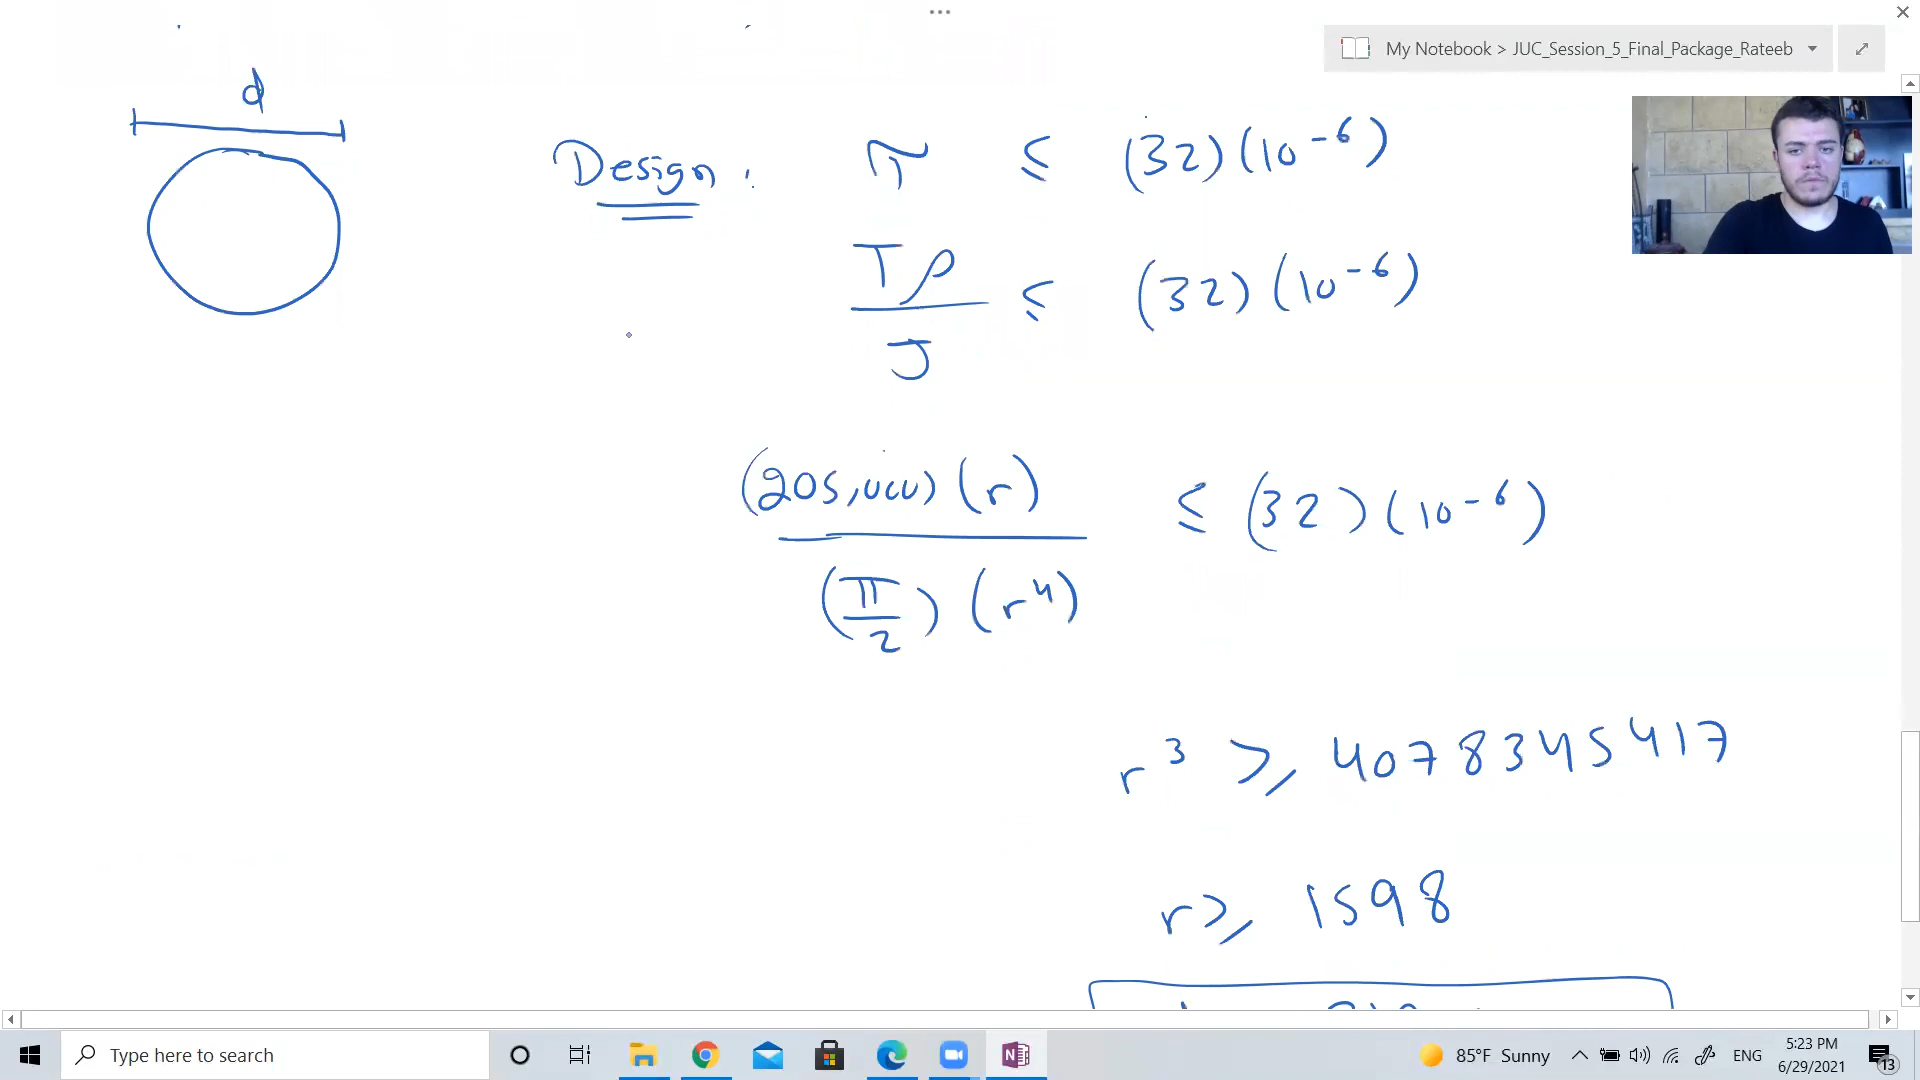 My Notebook > JUC_Session_5_Final_Package_Rateeb
d
Design: τ ≤ (32)(10⁻⁶)
Tρ/J ≤ (32)(10⁻⁶)
(205,000)(r) / (π/2)(r⁴) ≤ (32)(10⁻⁶)
r³ ≥ 4078345417
r ≥ 1598
Type here to search
85°F Sunny
ENG
5:23 PM
6/29/2021
13